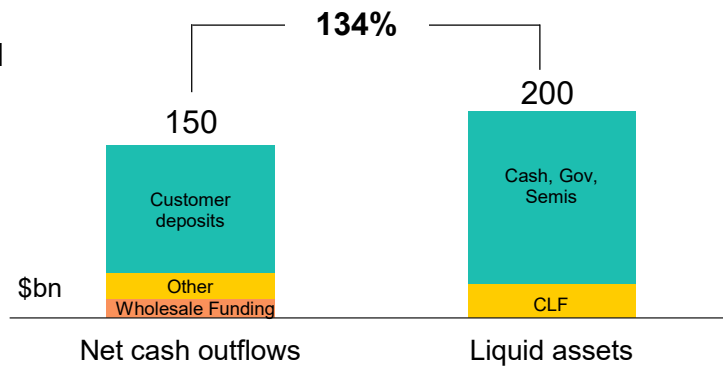 134%
150
200
Customer
deposits
Cash, Gov,
Semis
Other
Wholesale Funding
CLF
$bn
Net cash outflows
Liquid assets